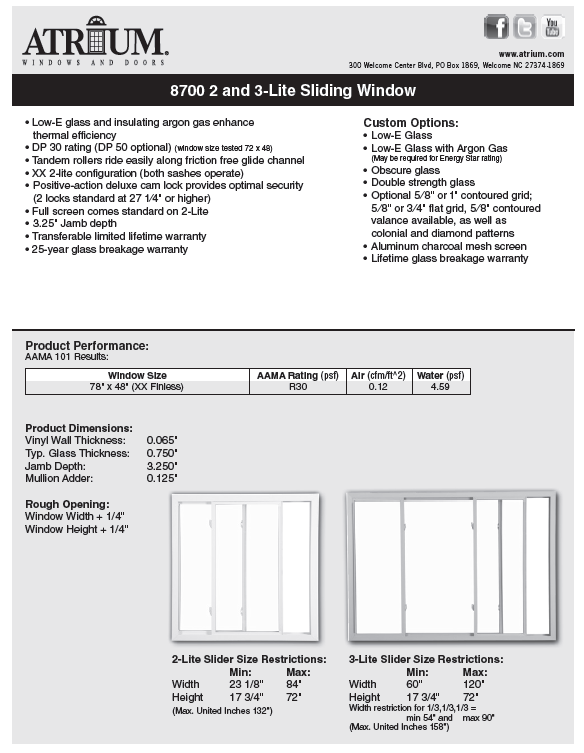 ATRIUM.
WINDOWS AND DOORS
f t You Tube
www.atrium.com
300 Welcome Center Blvd, PO Box 1869, Welcome NC 27374-1869
8700 2 and 3-Lite Sliding Window
• Low-E glass and insulating argon gas enhance
thermal efficiency
• DP 30 rating (DP 50 optional) (window size tested 72 x 48)
• Tandem rollers ride easily along friction free glide channel
• XX 2-lite configuration (both sashes operate)
• Positive-action deluxe cam lock provides optimal security
(2 locks standard at 27 1/4" or higher)
• Full screen comes standard on 2-Lite
• 3.25" Jamb depth
• Transferable limited lifetime warranty
• 25-year glass breakage warranty
Custom Options:
• Low-E Glass
• Low-E Glass with Argon Gas
(May be required for Energy Star rating)
• Obscure glass
• Double strength glass
• Optional 5/8" or 1" contoured grid;
5/8" or 3/4" flat grid, 5/8" contoured
valance available, as well as
colonial and diamond patterns
• Aluminum charcoal mesh screen
• Lifetime glass breakage warranty
Product Performance:
AAMA 101 Results:
Window Size AAMA Rating (psf) Air (cfm/ft^2) Water (psf)
78" x 48" (XX Finless) R30 0.12 4.59
Product Dimensions:
Vinyl Wall Thickness: 0.065"
Typ. Glass Thickness: 0.750"
Jamb Depth: 3.250"
Mullion Adder: 0.125"
Rough Opening:
Window Width + 1/4"
Window Height + 1/4"
2-Lite Slider Size Restrictions:
Min: Max:
Width 23 1/8" 84"
Height 17 3/4" 72"
(Max. United Inches 132")
3-Lite Slider Size Restrictions:
Min: Max:
Width 60" 120"
Height 17 3/4" 72"
Width restriction for 1/3,1/3,1/3 =
min 54" and max 90"
(Max. United Inches 158")